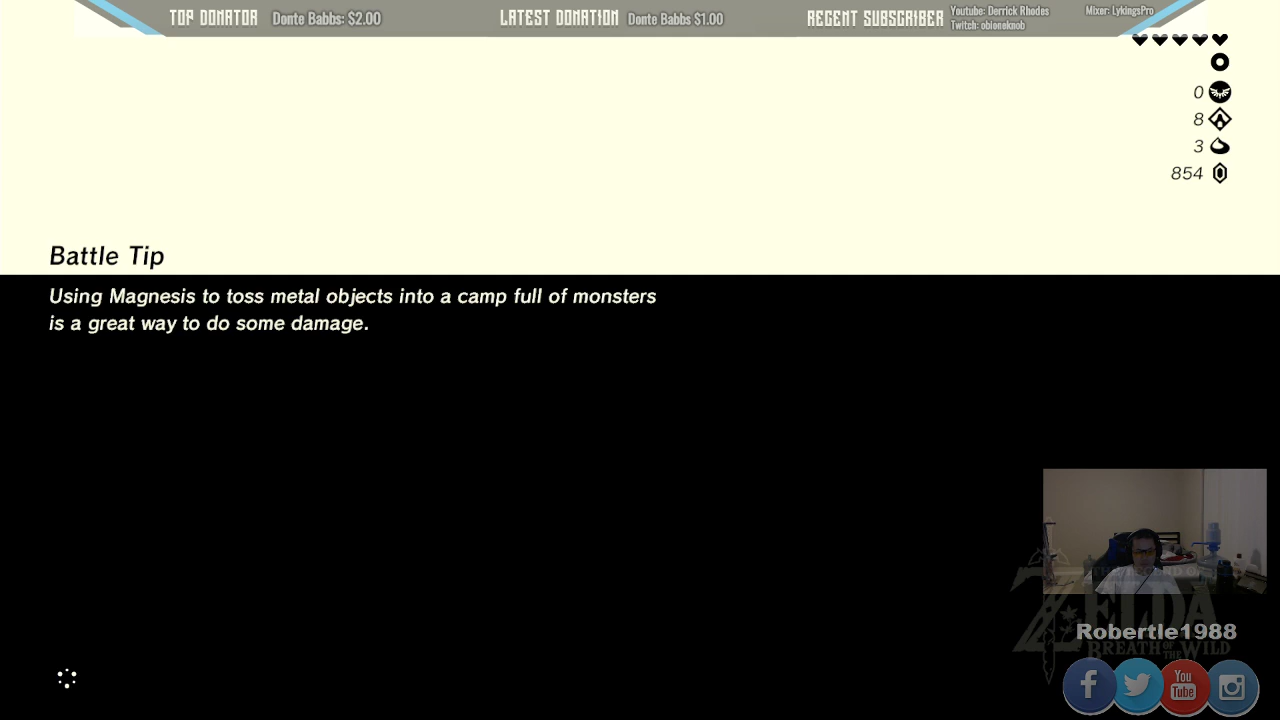 TOP DONATOR Donte Babbs: $2.00 LATEST DONATION Donte Babbs $1.00 RECENT SUBSCRIBER Youtube: Derrick Rhodes Mixer: LykingsPro
Twitch: obioneknob
0
8
3
854
Battle Tip
Using Magnesis to toss metal objects into a camp full of monsters
is a great way to do some damage.
ZELDA
Robertle1988
BREATH OF THE WILD
You
Tube